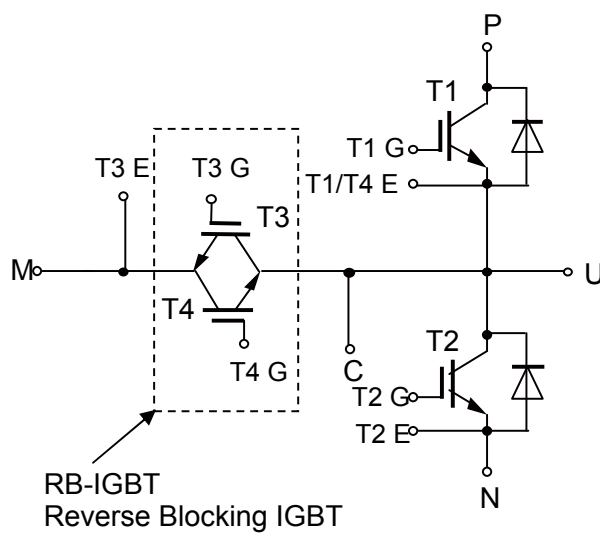 P
T1
T1 G
T3 E
T3 G
T1/T4 E
T3
M
U
T4
T4 G
T2
C
T2 G
T2 E
RB-IGBT
N
Reverse Blocking IGBT